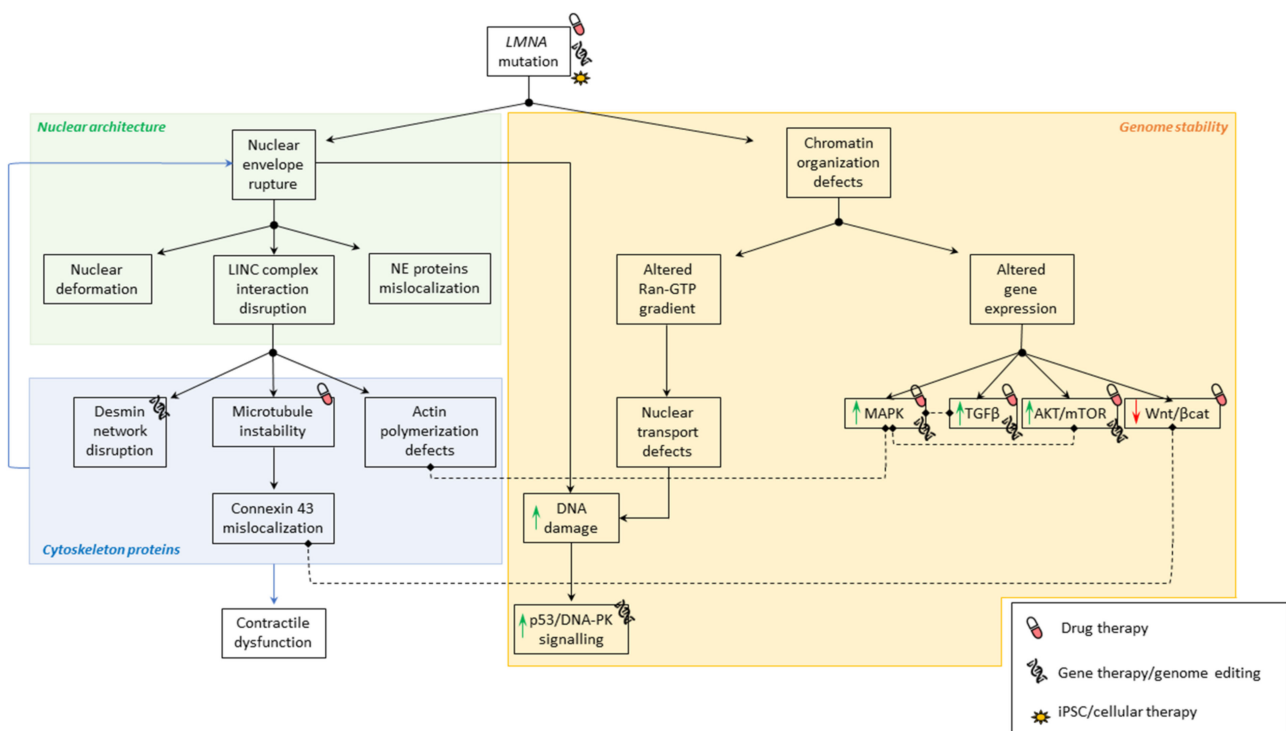 LMNA
mutation
Nuclear architecture
Genome stability
Nuclear
envelope
rupture
Chromatin
organization
defects
Nuclear
deformation
LINC complex
interaction
disruption
NE proteins
mislocalization
Altered
Ran-GTP
gradient
Altered
gene
expression
Desmin
network
disruption
Microtubule
instability
Actin
polymerization
defects
Nuclear
transport
defects
MAPK
TGFβ
AKT/mTOR
Wnt/βcat
Connexin 43
mislocalization
DNA
damage
Cytoskeleton proteins
Contractile
dysfunction
p53/DNA-PK
signalling
Drug therapy
Gene therapy/genome editing
iPSC/cellular therapy